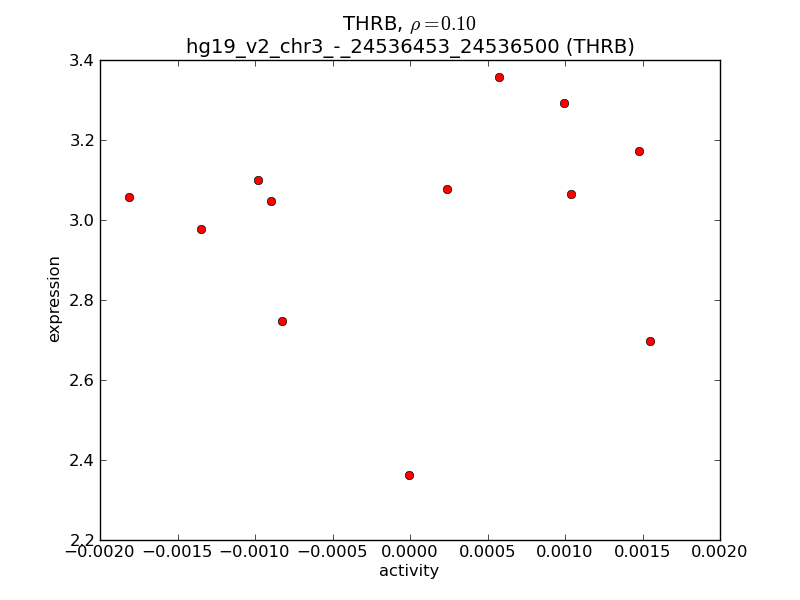 THRB, ρ = 0.10
hg19_v2_chr3_-_24536453_24536500 (THRB)
3.4
3.2
3.0
2.8
2.6
2.4
2.2
expression
−0.0020 −0.0015 −0.0010 −0.0005 0.0000 0.0005 0.0010 0.0015 0.0020
activity